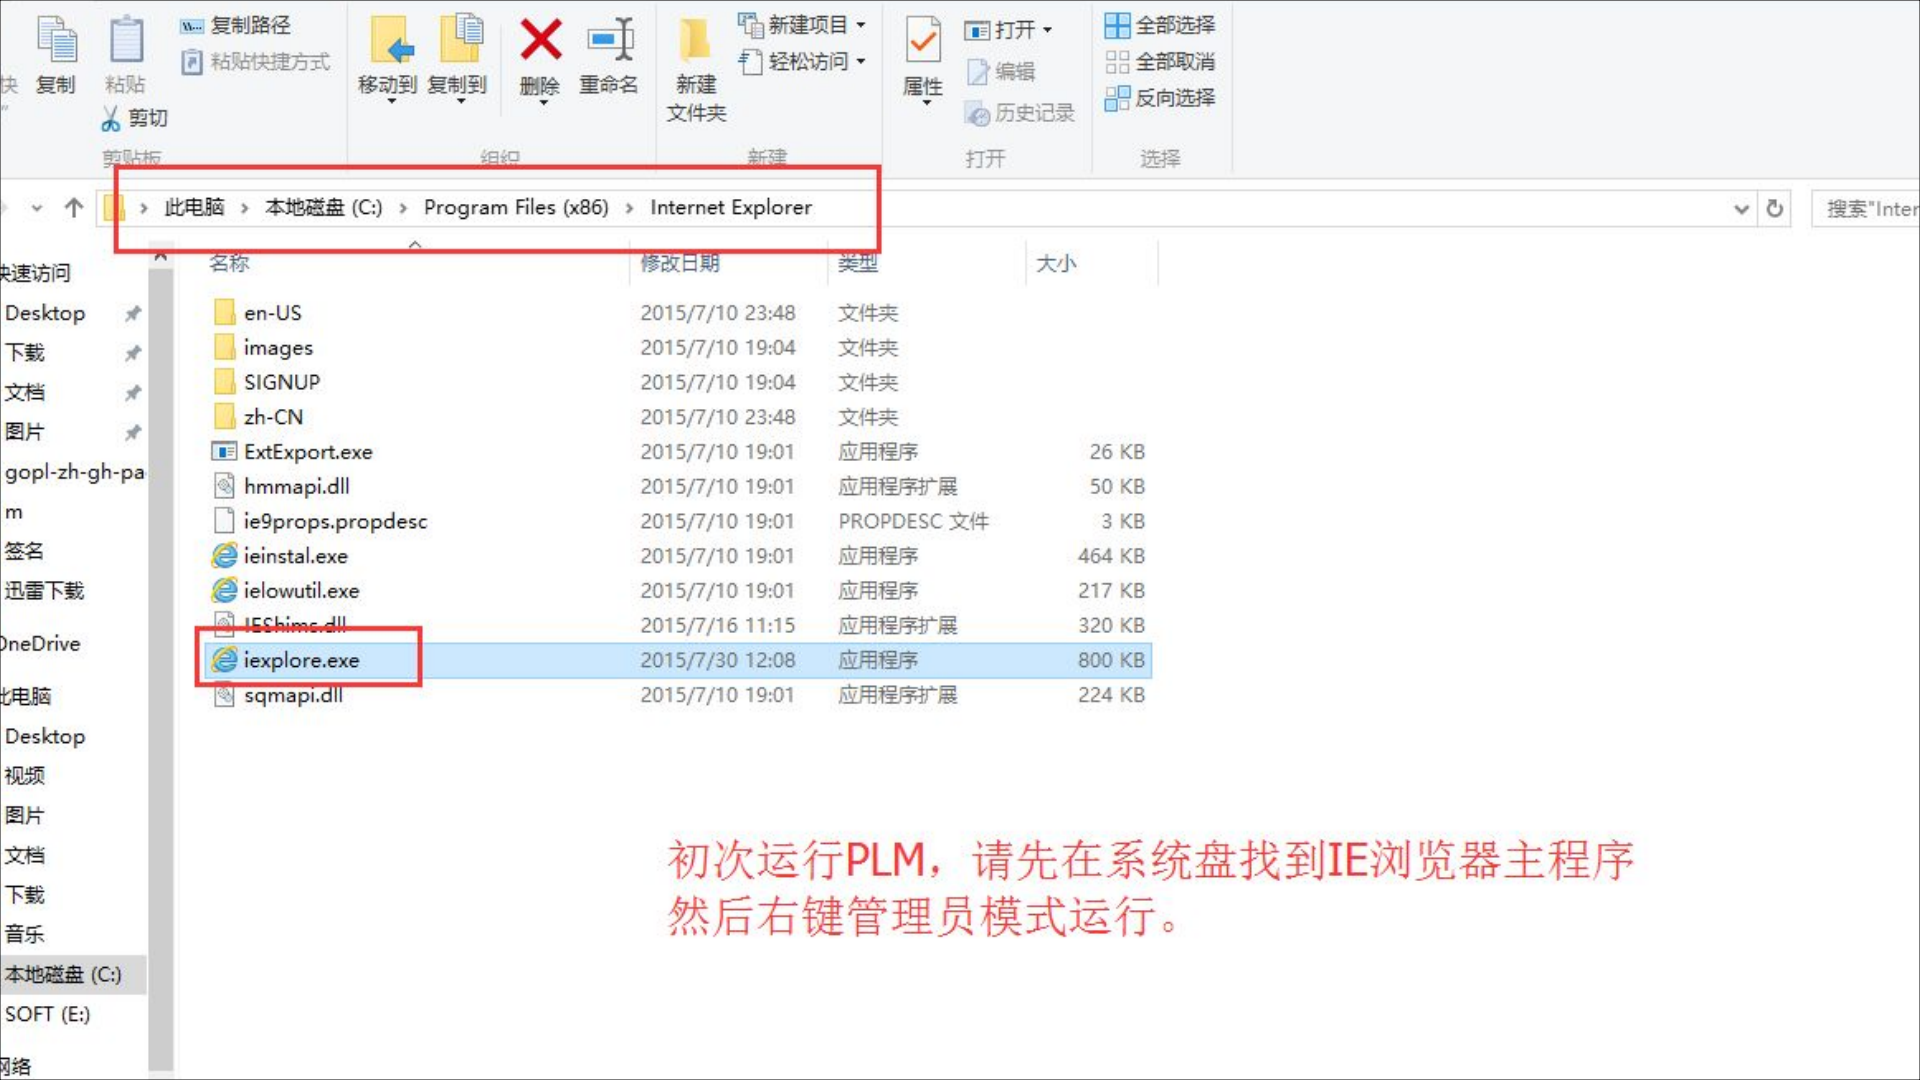 复制路径
粘贴快捷方式
快
复制
粘贴
剪切
剪贴板
移动到
复制到
删除
重命名
组织
新建
文件夹
新建项目
轻松访问
新建
属性
打开
编辑
历史记录
打开
全部选择
全部取消
反向选择
选择
此电脑 > 本地磁盘 (C:) > Program Files (x86) > Internet Explorer
搜索"Inter
名称 修改日期 类型 大小
en-US 2015/7/10 23:48 文件夹
images 2015/7/10 19:04 文件夹
SIGNUP 2015/7/10 19:04 文件夹
zh-CN 2015/7/10 23:48 文件夹
ExtExport.exe 2015/7/10 19:01 应用程序 26 KB
hmmapi.dll 2015/7/10 19:01 应用程序扩展 50 KB
ie9props.propdesc 2015/7/10 19:01 PROPDESC 文件 3 KB
ieinstal.exe 2015/7/10 19:01 应用程序 464 KB
ielowutil.exe 2015/7/10 19:01 应用程序 217 KB
IEShims.dll 2015/7/16 11:15 应用程序扩展 320 KB
iexplore.exe 2015/7/30 12:08 应用程序 800 KB
sqmapi.dll 2015/7/10 19:01 应用程序扩展 224 KB
快速访问
Desktop
下载
文档
图片
gopl-zh-gh-pa
m
签名
迅雷下载
OneDrive
此电脑
Desktop
视频
图片
文档
下载
音乐
本地磁盘 (C:)
SOFT (E:)
网络
初次运行PLM，请先在系统盘找到IE浏览器主程序
然后右键管理员模式运行。